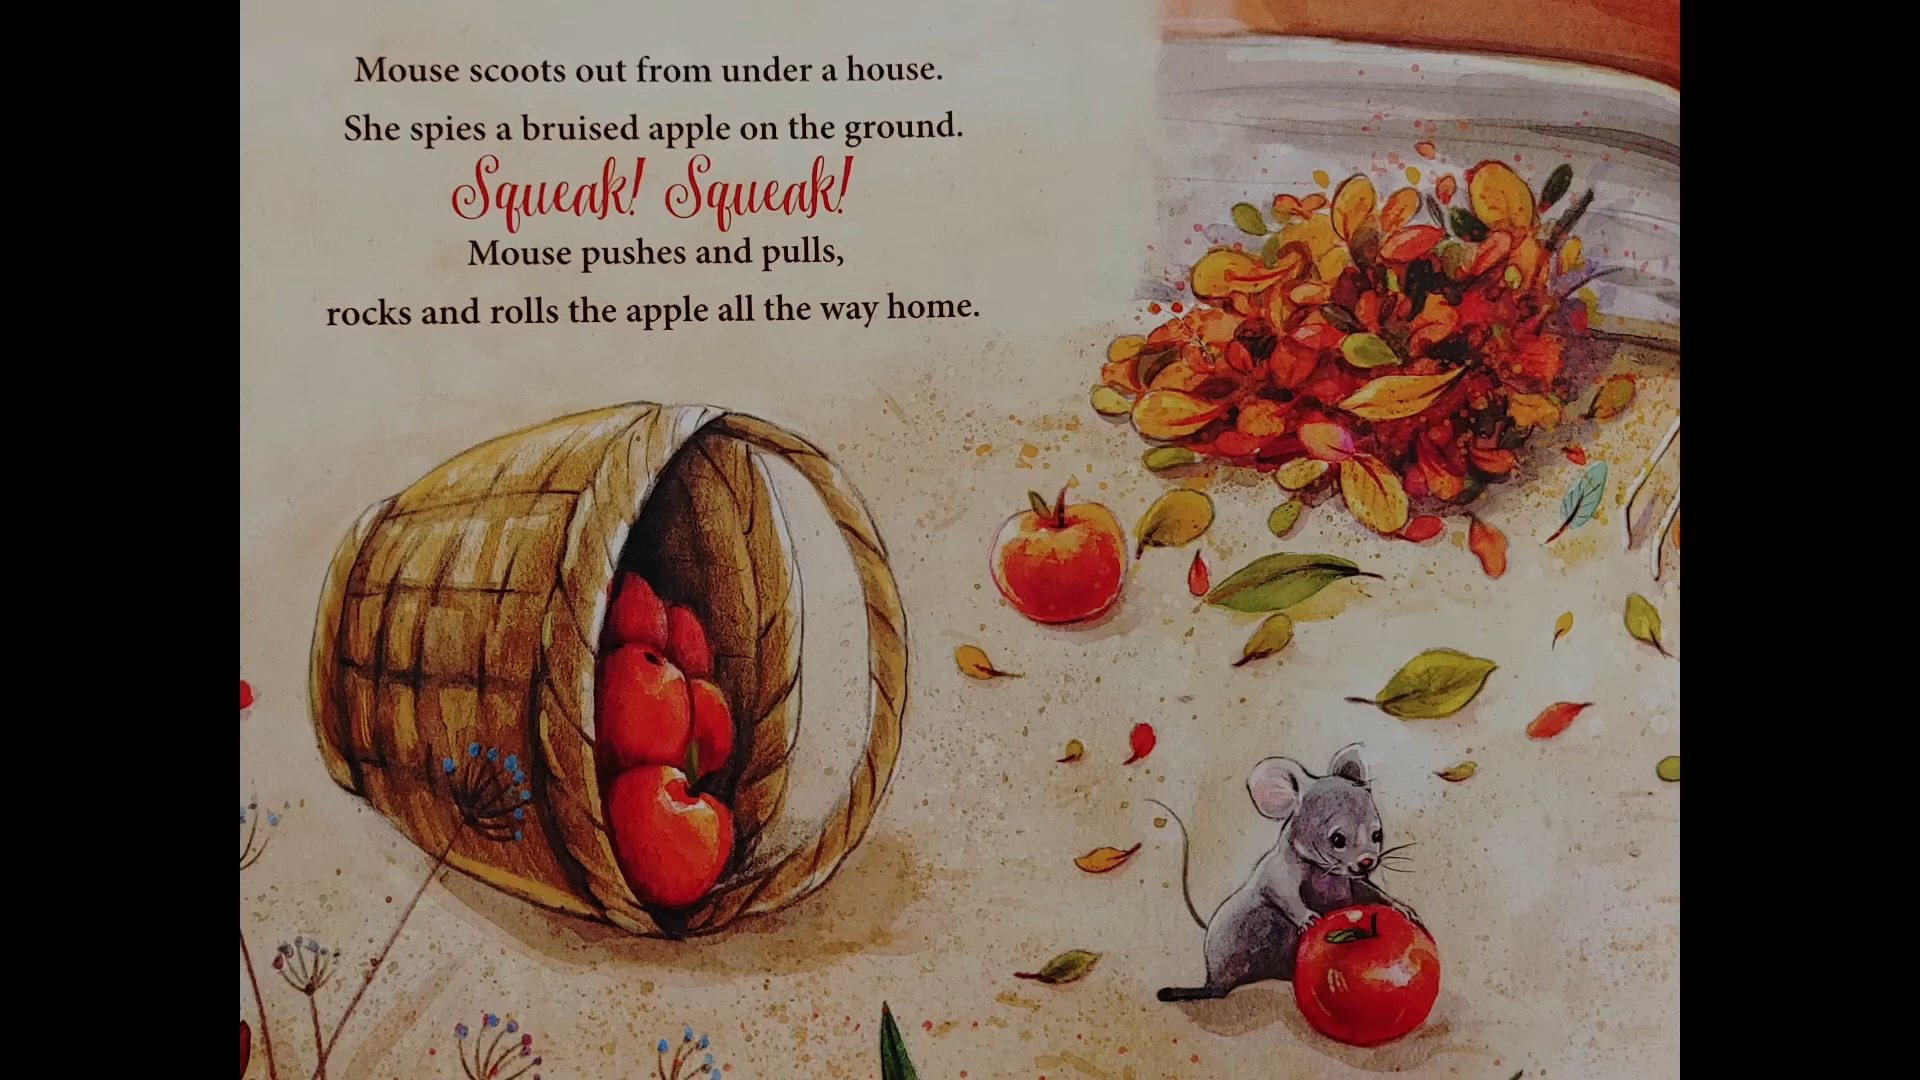 Mouse scoots out from under a house.
She spies a bruised apple on the ground.
Squeak! Squeak!
Mouse pushes and pulls,
rocks and rolls the apple all the way home.